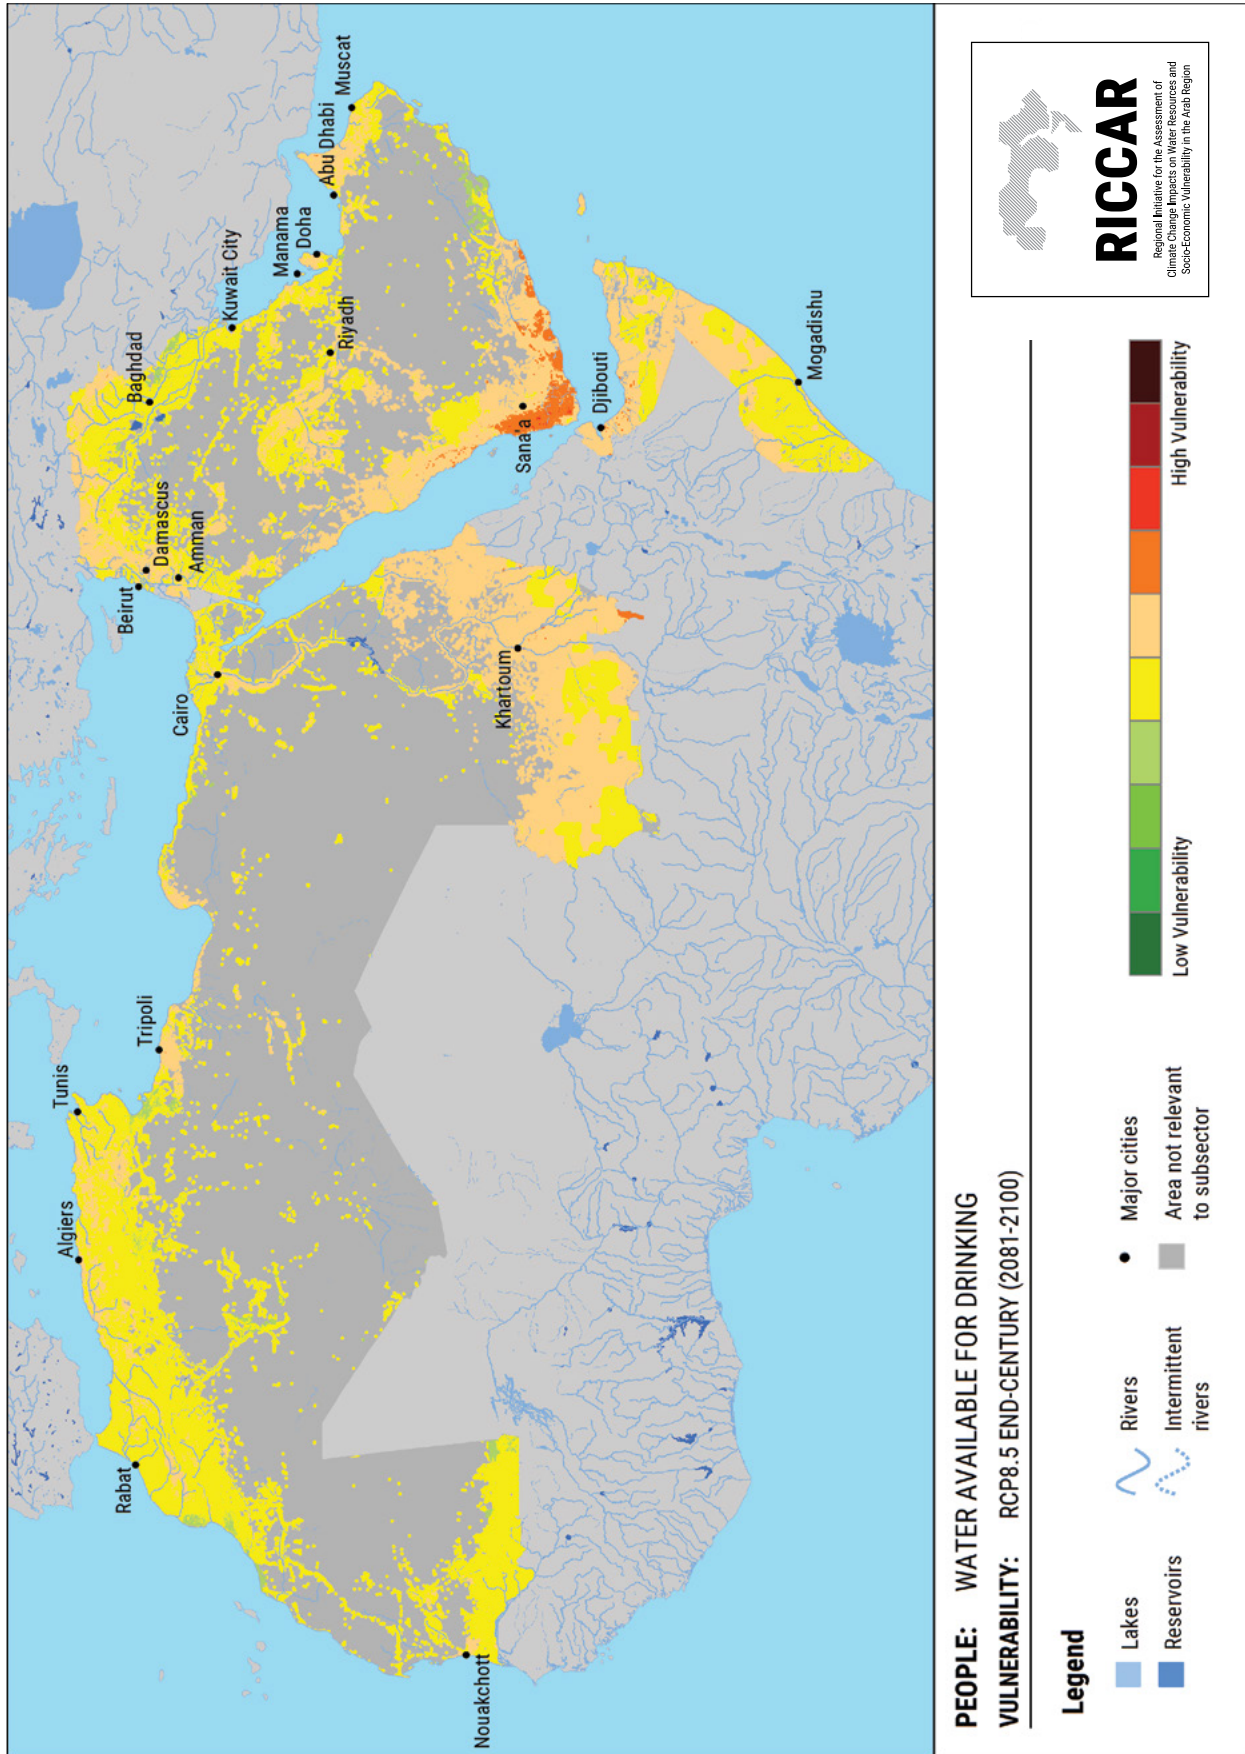 Rabat
Algiers
Tunis
Tripoli
Nouakchott
Cairo
Beirut
Damascus
Amman
Baghdad
Kuwait City
Manama
Doha
Riyadh
Abu Dhabi
Muscat
Khartoum
Sana'a
Djibouti
Mogadishu
PEOPLE: WATER AVAILABLE FOR DRINKING
VULNERABILITY: RCP8.5 END-CENTURY (2081-2100)
Legend
Lakes
Reservoirs
Rivers
Intermittent
rivers
Major cities
Area not relevant
to subsector
Low Vulnerability
High Vulnerability
RICCAR
Regional Initiative for the Assessment of
Climate Change Impacts on Water Resources and
Socio-Economic Vulnerability in the Arab Region